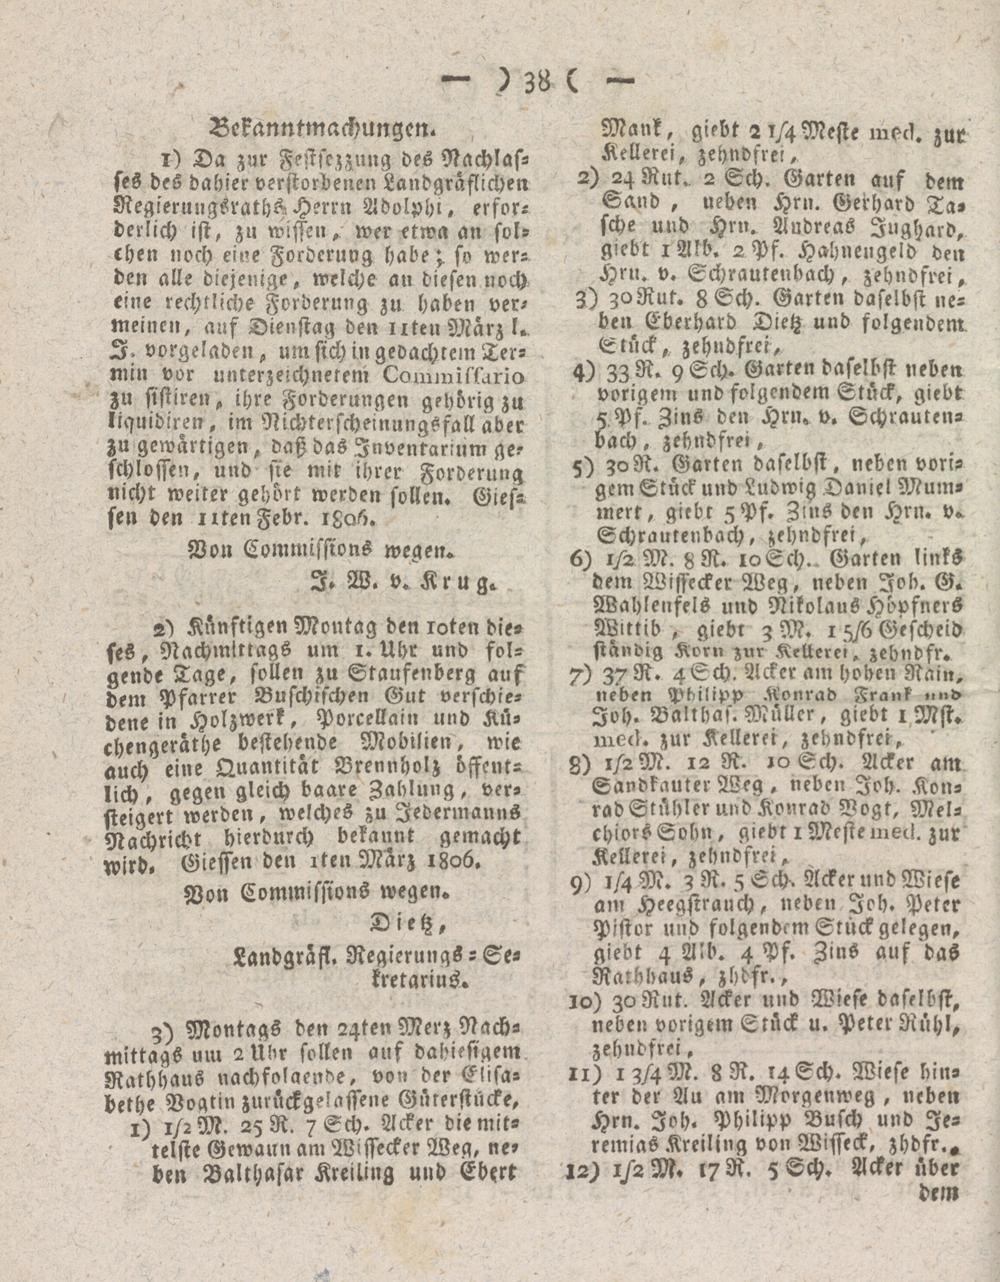 — ) 38 ( —
Bekanntmachungen.
1) Da zur Festsezzung des Nachlas-
ses des dahier verstorbenen Landgräflichen
Regierungsraths Herrn Adolphi, erfor-
derlich ist, zu wissen, wer etwa an sol-
chen noch eine Forderung habe; so wer-
den alle diejenige, welche an diesen noch
eine rechtliche Forderung zu haben ver-
meinen, auf Dienstag den 11ten März l.
J. vorgeladen, um sich in gedachtem Ter-
min vor unterzeichnetem Commissario
zu sistiren, ihre Forderungen gehörig zu
liquidiren, im Nichterscheinungsfall aber
zu gewärtigen, daß das Inventarium ge-
schlossen, und sie mit ihrer Forderung
nicht weiter gehört werden sollen. Gies-
sen den 11ten Febr. 1806.
Von Commissions wegen.
J. W. v. Krug.
2) Künftigen Montag den 10ten die-
ses, Nachmittags um 1. Uhr und fol-
gende Tage, sollen zu Staufenberg auf
dem Pfarrer Buschischen Gut verschie-
dene in Holzwerk, Porcellain und Kü-
chengeräthe bestehende Mobilien, wie
auch eine Quantität Brennholz öffent-
lich, gegen gleich baare Zahlung, ver-
steigert werden, welches zu Jedermanns
Nachricht hierdurch bekannt gemacht
wird. Giessen den 1ten März 1806.
Von Commissions wegen.
Dietz,
Landgräfl. Regierungs-Se-
kretarius.
3) Montags den 24ten Merz Nach-
mittags um 2 Uhr sollen auf dahiesigem
Rathhaus nachfolgende, von der Elisa-
bethe Vogtin zurückgelassene Güterstücke,
1) 1/2 M. 25 R. 7 Sch. Acker die mit-
telste Gewann am Wissecker Weg, ne-
ben Balthasar Kreiling und Ebert
Mank, giebt 2 1/4 Meste med. zur
Kellerei, zehndfrei,
2) 24 Rut. 2 Sch. Garten auf dem
Sand, neben Hrn. Gerhard Ta-
sche und Hrn. Andreas Jughard,
giebt 1 Alb. 2 Pf. Hahnengeld den
Hrn. v. Schrautenbach, zehndfrei,
3) 30 Rut. 8 Sch. Garten daselbst ne-
ben Eberhard Dietz und folgendem
Stück, zehndfrei,
4) 33 R. 9 Sch. Garten daselbst neben
vorigem und folgendem Stück, giebt
5 Pf. Zins den Hrn. v. Schrauten-
bach, zehndfrei,
5) 30 R. Garten daselbst, neben vori-
gem Stück und Ludwig Daniel Mum-
mert, giebt 5 Pf. Zins den Hrn. v.
Schrautenbach, zehndfrei,
6) 1/2 M. 8 R. 10 Sch. Garten links
dem Wissecker Weg, neben Joh. G.
Wahlenfels und Nikolaus Höpfners
Wittib, giebt 3 M. 1 5/6 Gescheid
ständig Korn zur Kellerei, zehndfr.
7) 37 R. 4 Sch. Acker am hohen Rain,
neben Philipp Konrad Frank und
Joh. Balthas. Müller, giebt 1 Mst.
med. zur Kellerei, zehndfrei,
8) 1/2 M. 12 R. 10 Sch. Acker am
Sandkauter Weg, neben Joh. Kon-
rad Stühler und Konrad Vogt, Mel-
chiors Sohn, giebt 1 Meste med. zur
Kellerei, zehndfrei,
9) 1/4 M. 3 R. 5 Sch. Acker und Wiese
am Heegstrauch, neben Joh. Peter
Pistor und folgendem Stück gelegen,
giebt 4 Alb. 4 Pf. Zins auf das
Rathhaus, zhdfr.,
10) 30 Rut. Acker und Wiese daselbst,
neben vorigem Stück u. Peter Rühl,
zehndfrei,
11) 1 3/4 M. 8 R. 14 Sch. Wiese hin-
ter der Au am Morgenweg, neben
Hrn. Joh. Philipp Busch und Je-
remias Kreiling von Wisseck, zhdfr.,
12) 1/2 M. 17 R. 5 Sch. Acker über
dem